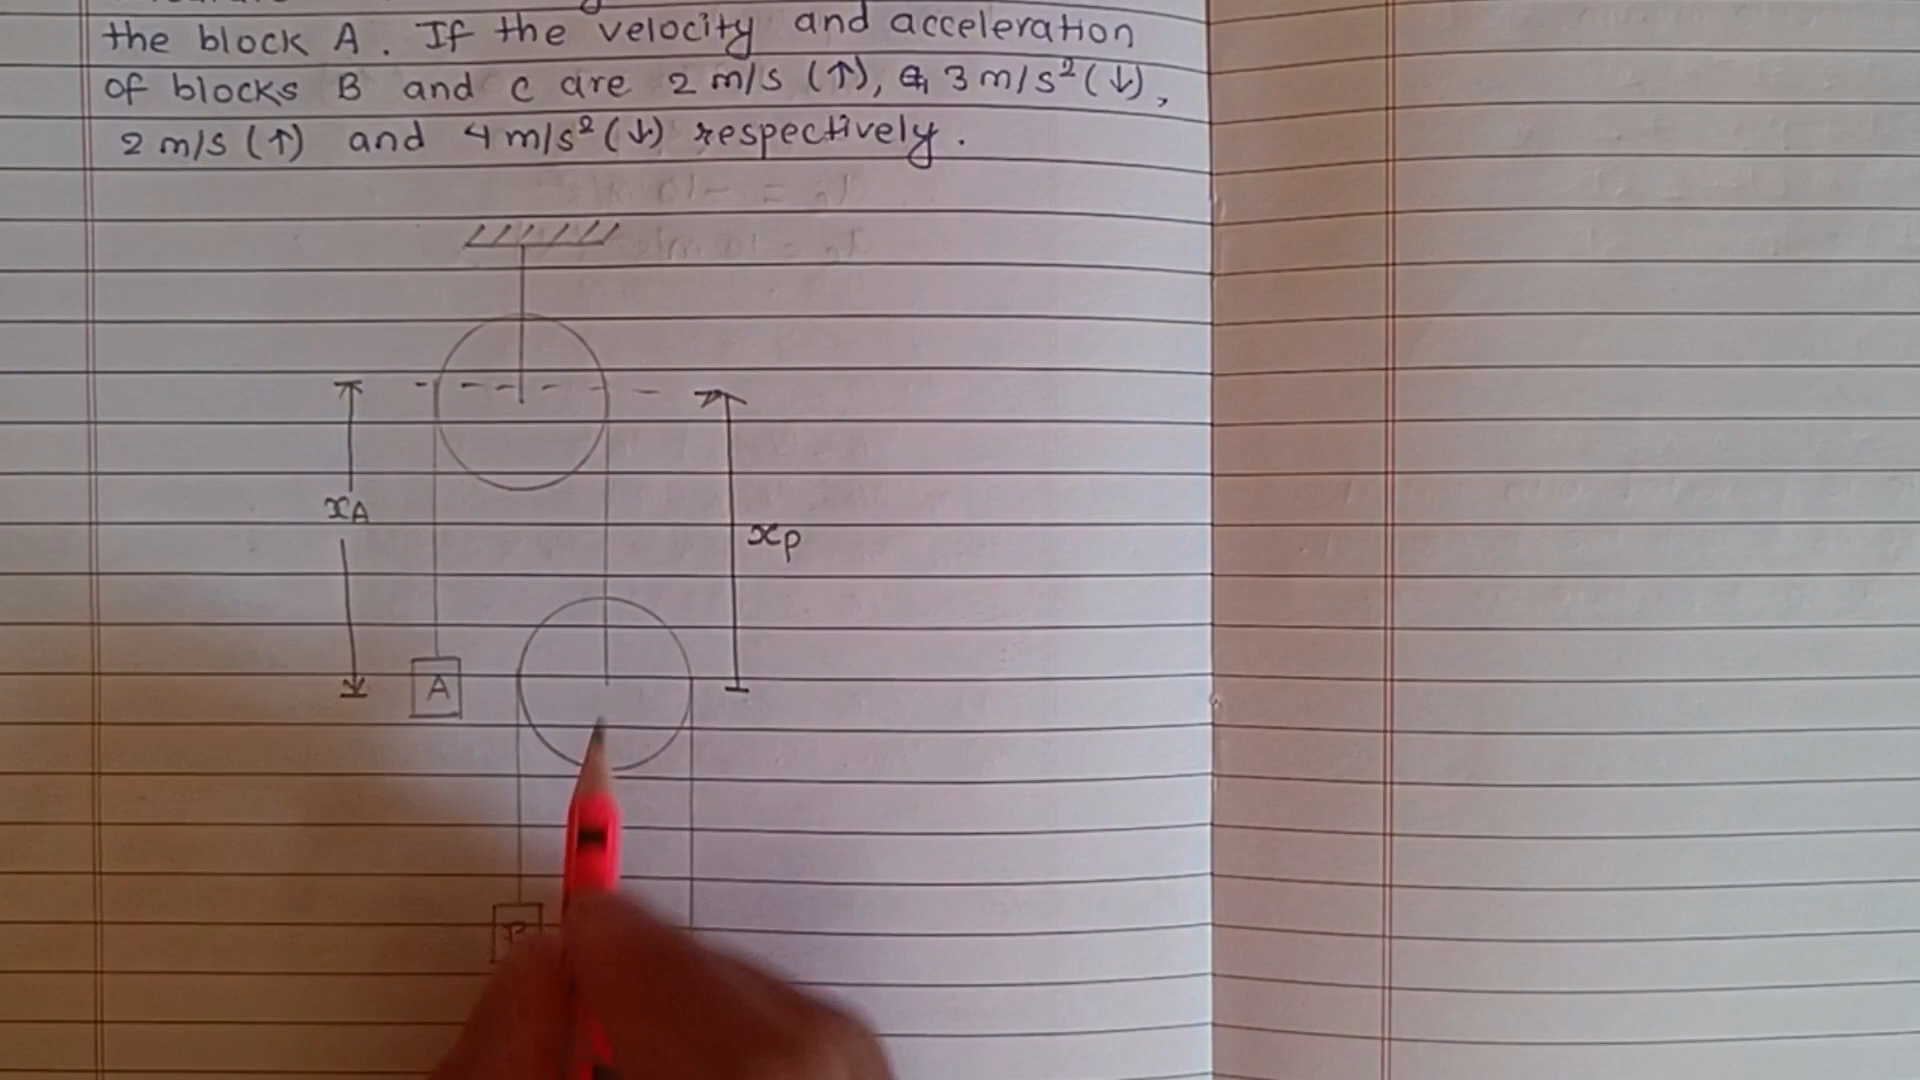 the block A. If the velocity and acceleration
of blocks B and C are 2 m/s (↑), 3 m/s² (↓),
2 m/s (↑) and 4 m/s² (↓) respectively.
xA
xp
A
B